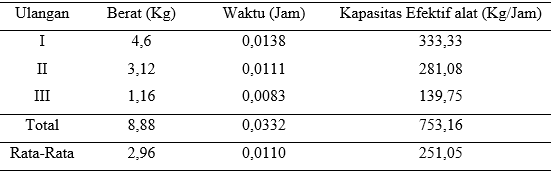 Ulangan Berat (Kg) Waktu (Jam) Kapasitas Efektif alat (Kg/Jam)
I 4,6 0,0138 333,33
II 3,12 0,0111 281,08
III 1,16 0,0083 139,75
Total 8,88 0,0332 753,16
Rata-Rata 2,96 0,0110 251,05